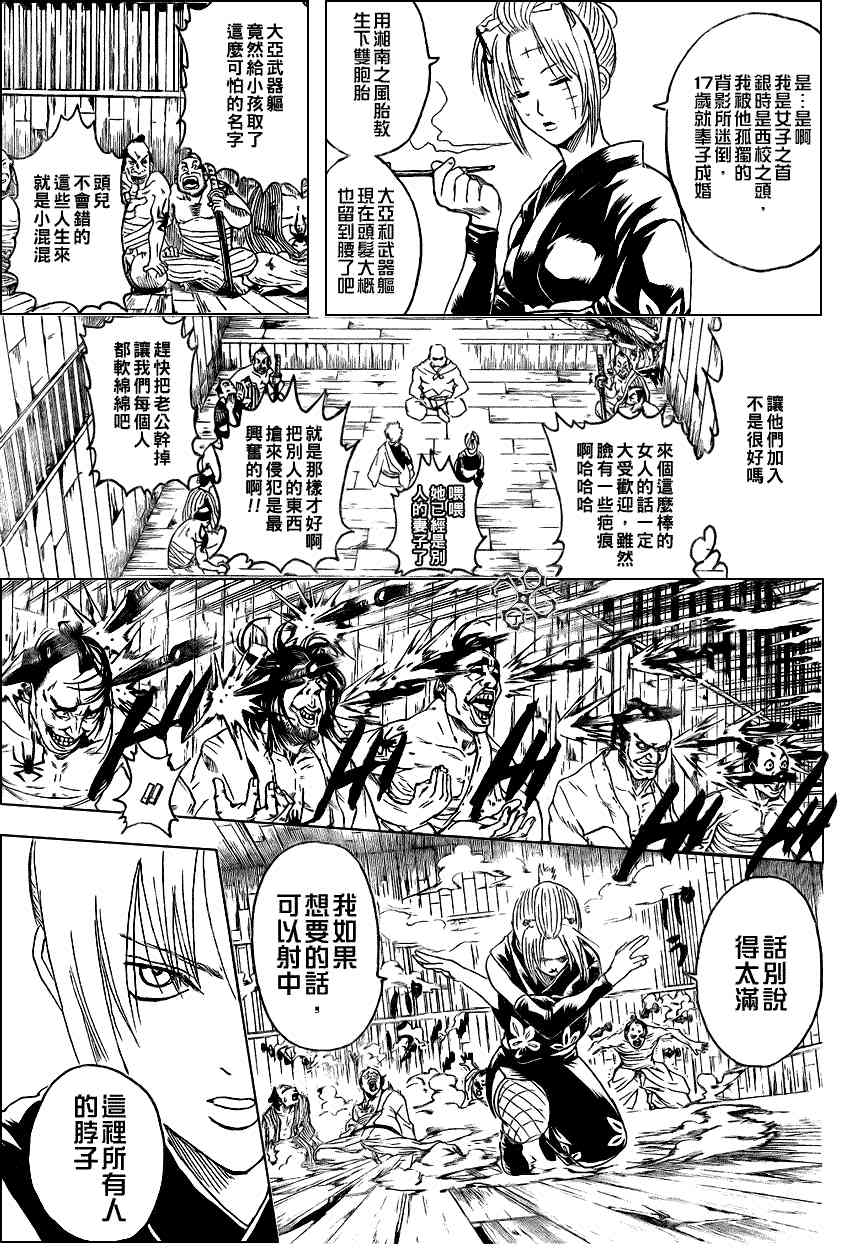 是…是啊
我是女子之首
銀時是西校之頭，
我被他孤獨的
背影所迷倒，
17歲就奉子成婚
用湘南之風胎教
生下雙胞胎
大亞和武器軀
現在頭髮大概
也留到腰了吧
大亞武器軀
竟然給小孩取了
這麼可怕的名字
頭兒
不會錯的
這些人生來
就是小混混
讓他們加入
不是很好嗎
來個這麼棒的
女人的話一定
大受歡迎，雖然
臉有一些疤痕
啊哈哈哈
喂喂
她已經是別
人的妻子了
就是那樣才好啊
把別人的東西
搶來侵犯是最
興奮的啊!!
趕快把老公幹掉
讓我們每個人
都軟綿綿吧
話別說
得太滿
我如果
想要的話，
可以射中
這裡所有人
的脖子